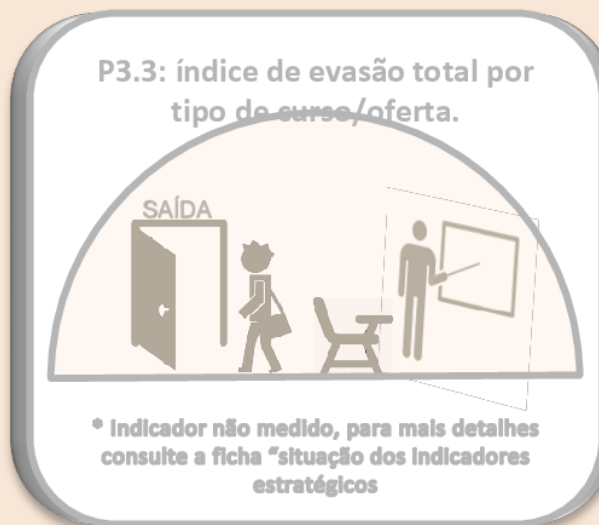 P3.3: índice de evasão total por
tipo de curso/oferta.
SAÍDA
* Indicador não medido, para mais detalhes
consulte a ficha “situação dos indicadores
estratégicos